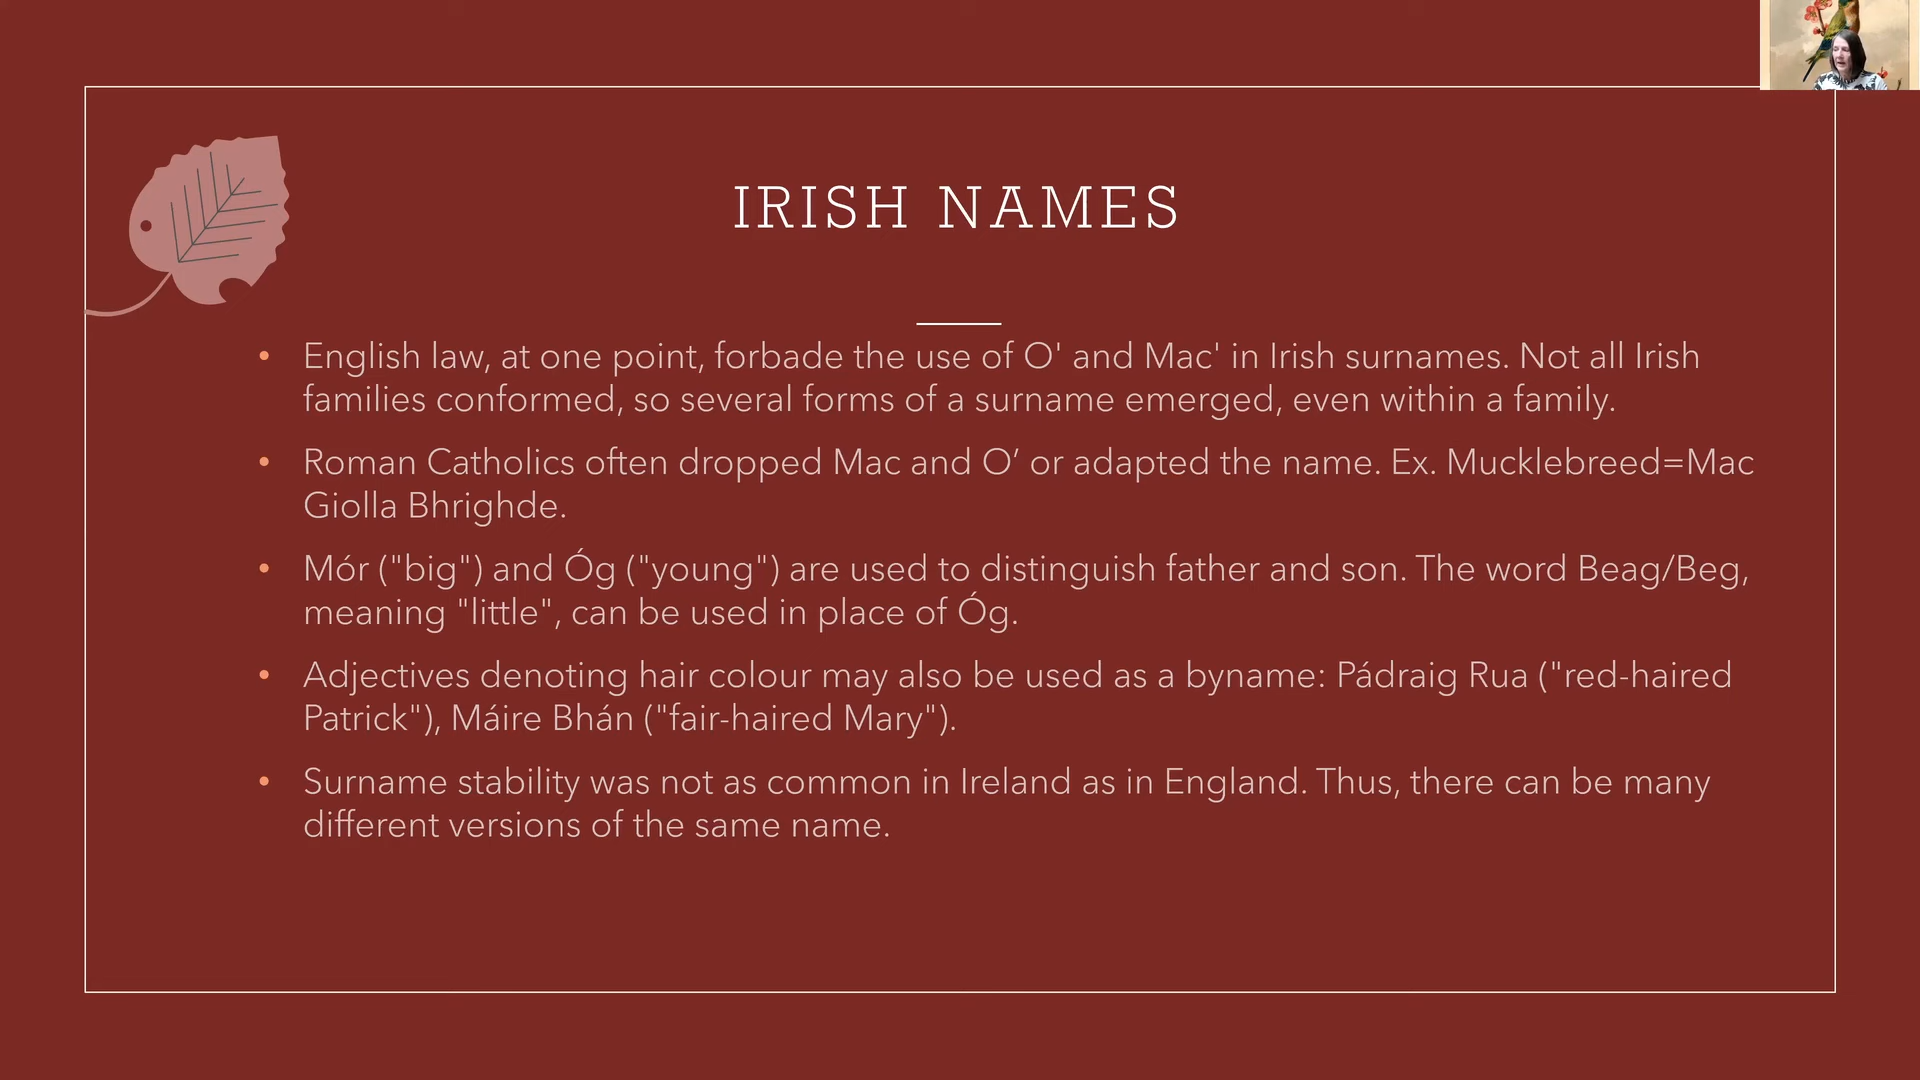 IRISH NAMES
• English law, at one point, forbade the use of O' and Mac' in Irish surnames. Not all Irish
families conformed, so several forms of a surname emerged, even within a family.
• Roman Catholics often dropped Mac and O’ or adapted the name. Ex. Mucklebreed=Mac
Giolla Bhrighde.
• Mór ("big") and Óg ("young") are used to distinguish father and son. The word Beag/Beg,
meaning "little", can be used in place of Óg.
• Adjectives denoting hair colour may also be used as a byname: Pádraig Rua ("red-haired
Patrick"), Máire Bhán ("fair-haired Mary").
• Surname stability was not as common in Ireland as in England. Thus, there can be many
different versions of the same name.